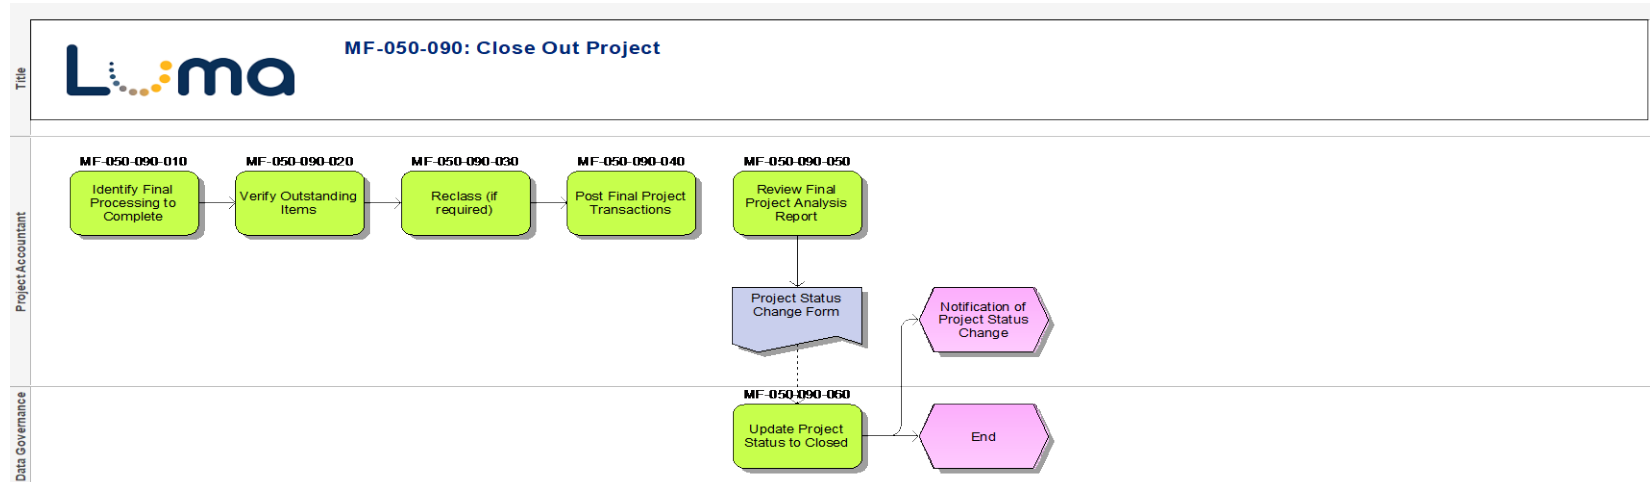 Title
Luma
MF-050-090: Close Out Project
Project Accountant
MF-050-090-010
Identify Final
Processing to
Complete
MF-050-090-020
Verify Outstanding
Items
MF-050-090-030
Reclass (if
required)
MF-050-090-040
Post Final Project
Transactions
MF-050-090-050
Review Final
Project Analysis
Report
Project Status
Change Form
Notification of
Project Status
Change
Data Governance
MF-050-090-060
Update Project
Status to Closed
End